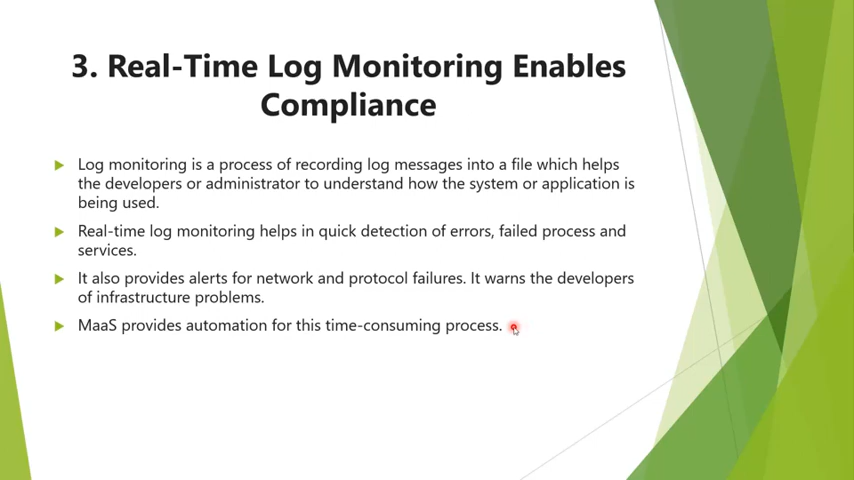 3. Real-Time Log Monitoring Enables
Compliance
Log monitoring is a process of recording log messages into a file which helps
the developers or administrator to understand how the system or application is
being used.
Real-time log monitoring helps in quick detection of errors, failed process and
services.
It also provides alerts for network and protocol failures. It warns the developers
of infrastructure problems.
MaaS provides automation for this time-consuming process.